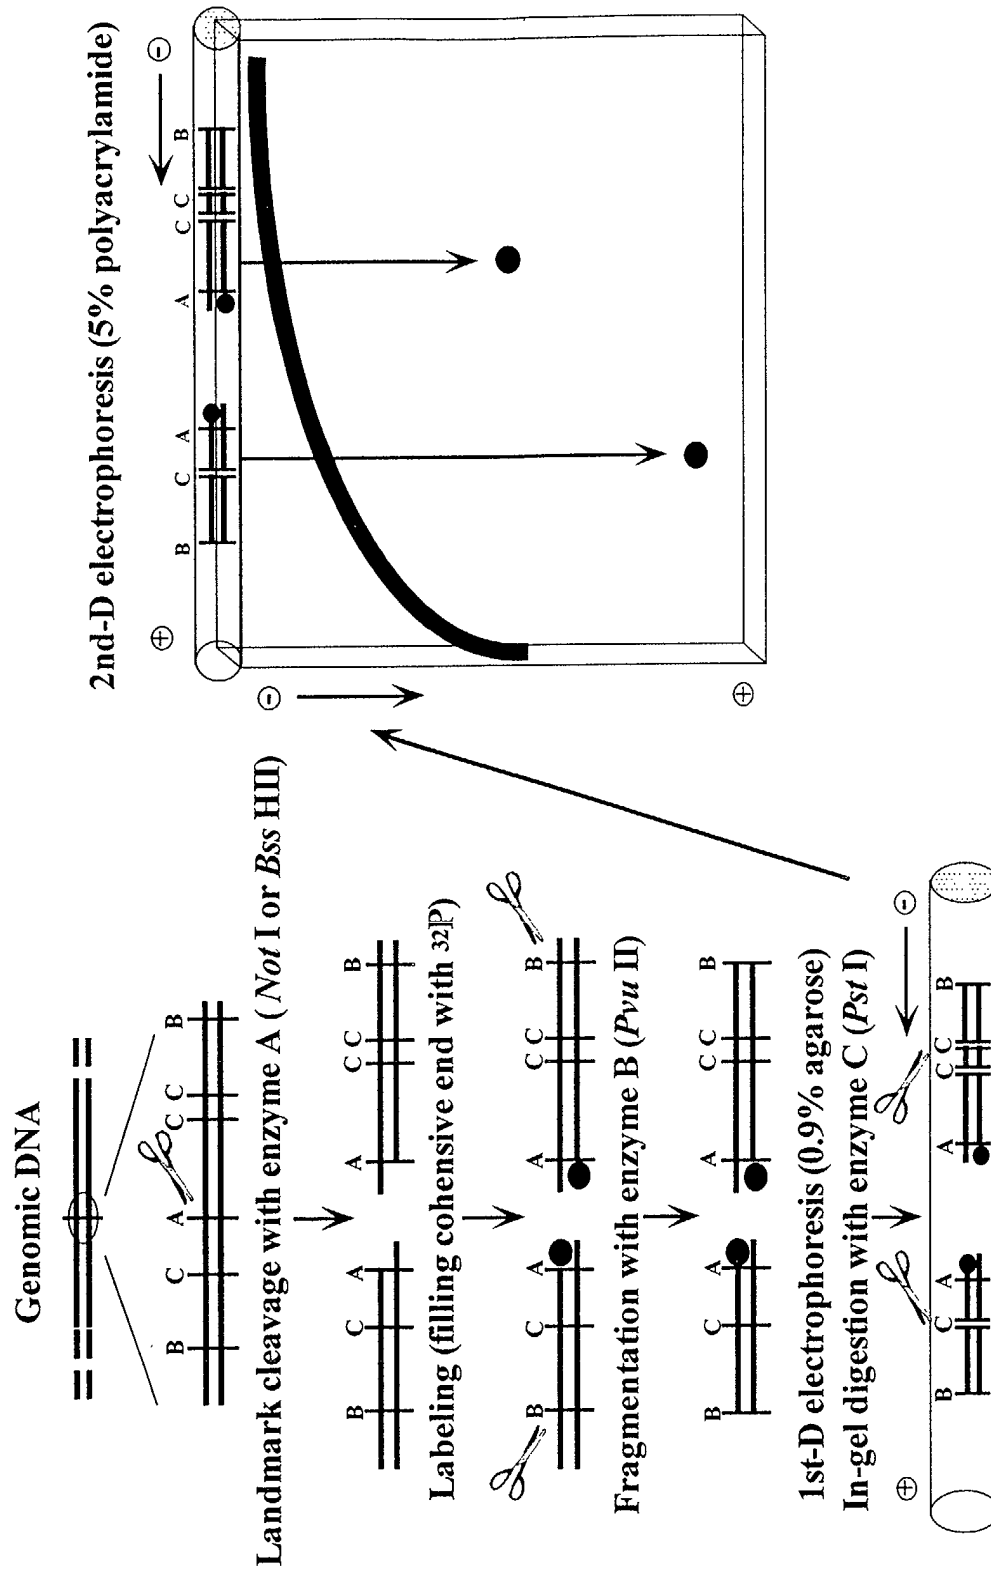 Genomic DNA
B C A C C B
Landmark cleavage with enzyme A ( Not I or Bss HII)
B C A A C C B
Labeling (filling cohensive end with ³²P)
B C A A C C B
Fragmentation with enzyme B (Pvu II)
B C A A C C B
1st-D electrophoresis (0.9% agarose)
In-gel digestion with enzyme C (Pst I)
+ -
B C A A C C B
2nd-D electrophoresis (5% polyacrylamide)
+ -
B C A A C C B
-
+